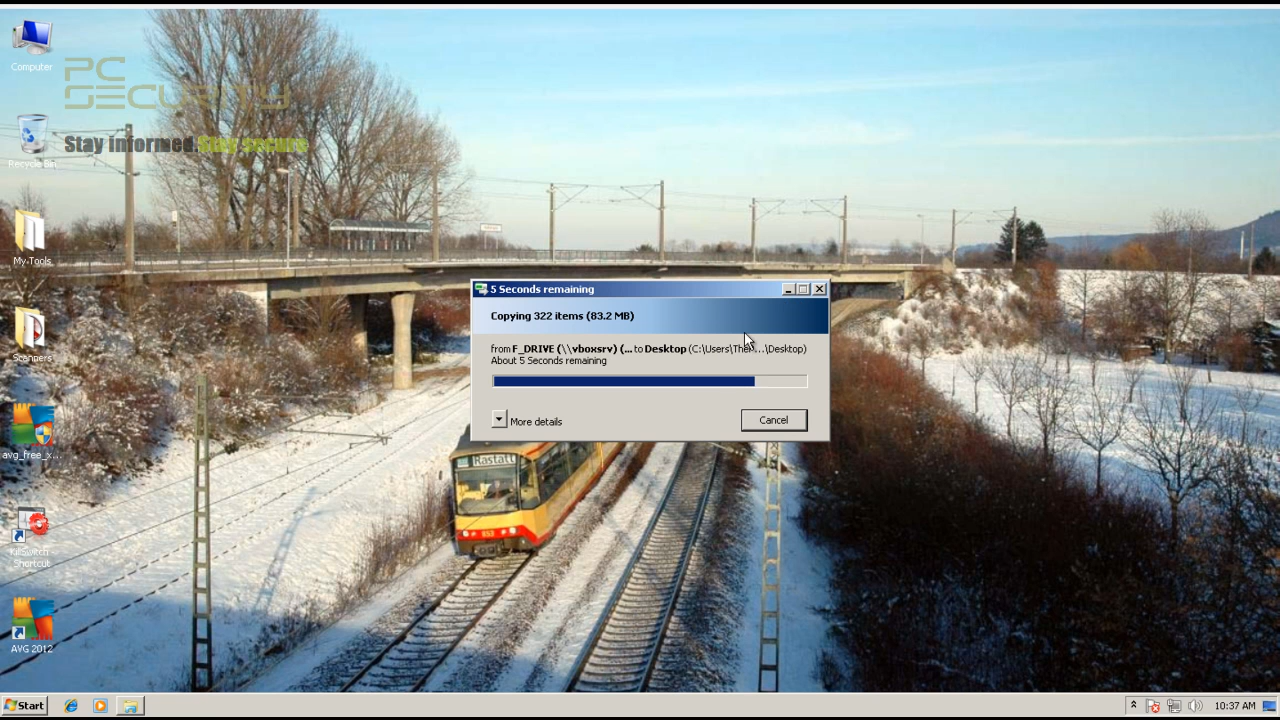 Computer
PC
SECURITY
Stay informed.Stay secure
Recycle Bin
My-Tools
Scanners
avg_free_x...
KillSwitch -
Shortcut
AVG 2012
5 Seconds remaining
Copying 322 items (83.2 MB)
from F_DRIVE (\\vboxsrv) (... to Desktop (C:\Users\The ...\Desktop)
About 5 Seconds remaining
More details
Cancel
Rastatt
853
Start
10:37 AM